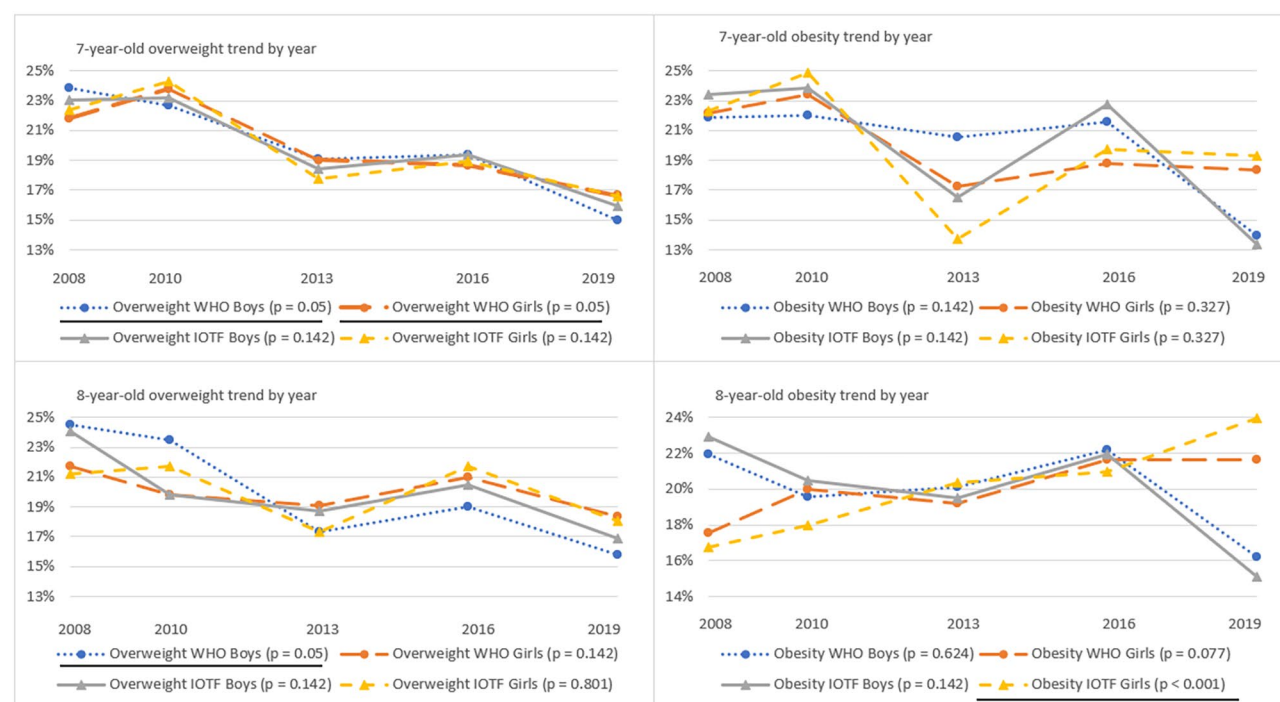 7-year-old overweight trend by year
25%
23%
21%
19%
17%
15%
13%
2008 2010 2013 2016 2019
Overweight WHO Boys (p = 0.05) Overweight WHO Girls (p = 0.05)
Overweight IOTF Boys (p = 0.142) Overweight IOTF Girls (p = 0.142)
7-year-old obesity trend by year
25%
23%
21%
19%
17%
15%
13%
2008 2010 2013 2016 2019
Obesity WHO Boys (p = 0.142) Obesity WHO Girls (p = 0.327)
Obesity IOTF Boys (p = 0.142) Obesity IOTF Girls (p = 0.327)
8-year-old overweight trend by year
25%
23%
21%
19%
17%
15%
13%
2008 2010 2013 2016 2019
Overweight WHO Boys (p = 0.05) Overweight WHO Girls (p = 0.142)
Overweight IOTF Boys (p = 0.142) Overweight IOTF Girls (p = 0.801)
8-year-old obesity trend by year
24%
22%
20%
18%
16%
14%
2008 2010 2013 2016 2019
Obesity WHO Boys (p = 0.624) Obesity WHO Girls (p = 0.077)
Obesity IOTF Boys (p = 0.142) Obesity IOTF Girls (p < 0.001)